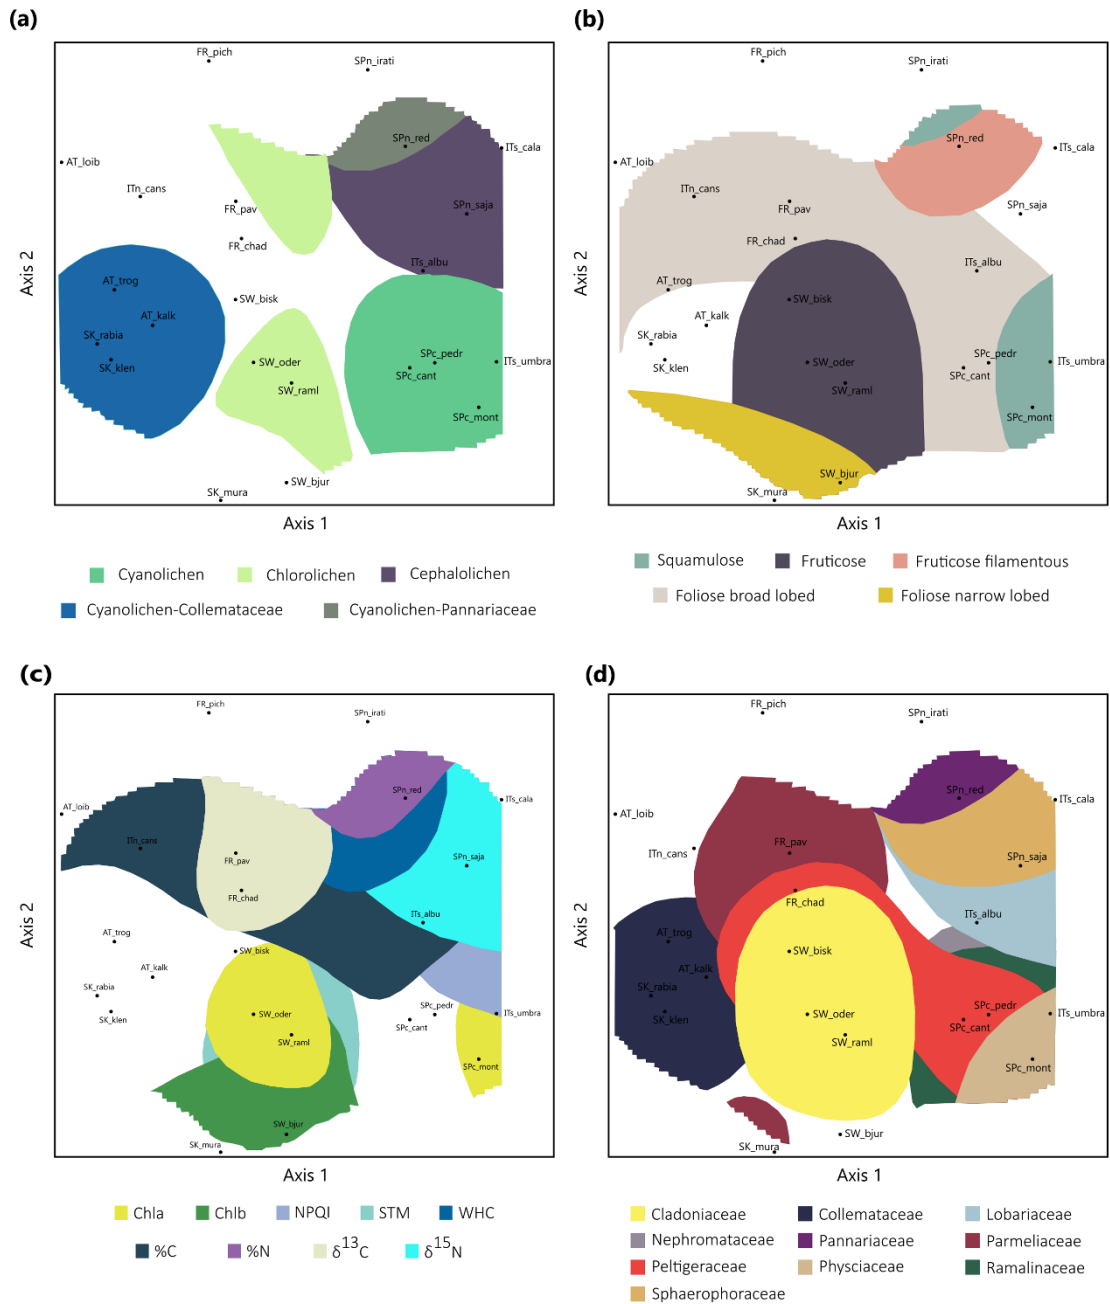 (a)
FR_pich
SPn_irati
SPn_red
ITs_cala
AT_loib
ITn_cans
FR_pav
SPn_saja
FR_chad
ITs_albu
AT_trog
SW_bisk
AT_kalk
SK_rabia
SK_klen
SW_oder
SPc_pedr
SPc_cant
ITs_umbra
SW_raml
SPc_mont
SW_bjur
SK_mura
Axis 2
Axis 1
Cyanolichen
Chlorolichen
Cephalolichen
Cyanolichen-Collemataceae
Cyanolichen-Pannariaceae
(b)
FR_pich
SPn_irati
SPn_red
ITs_cala
AT_loib
ITn_cans
FR_pav
SPn_saja
FR_chad
ITs_albu
AT_trog
SW_bisk
AT_kalk
SK_rabia
SK_klen
SW_oder
SPc_pedr
SPc_cant
ITs_umbra
SW_raml
SPc_mont
SW_bjur
SK_mura
Axis 2
Axis 1
Squamulose
Fruticose
Fruticose filamentous
Foliose broad lobed
Foliose narrow lobed
(c)
FR_pich
SPn_irati
SPn_red
ITs_cala
AT_loib
ITn_cans
FR_pav
SPn_saja
FR_chad
ITs_albu
AT_trog
SW_bisk
AT_kalk
SK_rabia
SK_klen
SW_oder
SPc_pedr
SPc_cant
ITs_umbra
SW_raml
SPc_mont
SW_bjur
SK_mura
Axis 2
Axis 1
Chla
Chlb
NPQI
STM
WHC
%C
%N
δ¹³C
δ¹⁵N
(d)
FR_pich
SPn_irati
SPn_red
ITs_cala
AT_loib
ITn_cans
FR_pav
SPn_saja
FR_chad
ITs_albu
AT_trog
SW_bisk
AT_kalk
SK_rabia
SK_klen
SW_oder
SPc_pedr
SPc_cant
ITs_umbra
SW_raml
SPc_mont
SW_bjur
SK_mura
Axis 2
Axis 1
Cladoniaceae
Collemataceae
Lobariaceae
Nephromataceae
Pannariaceae
Parmeliaceae
Peltigeraceae
Physciaceae
Ramalinaceae
Sphaerophoraceae